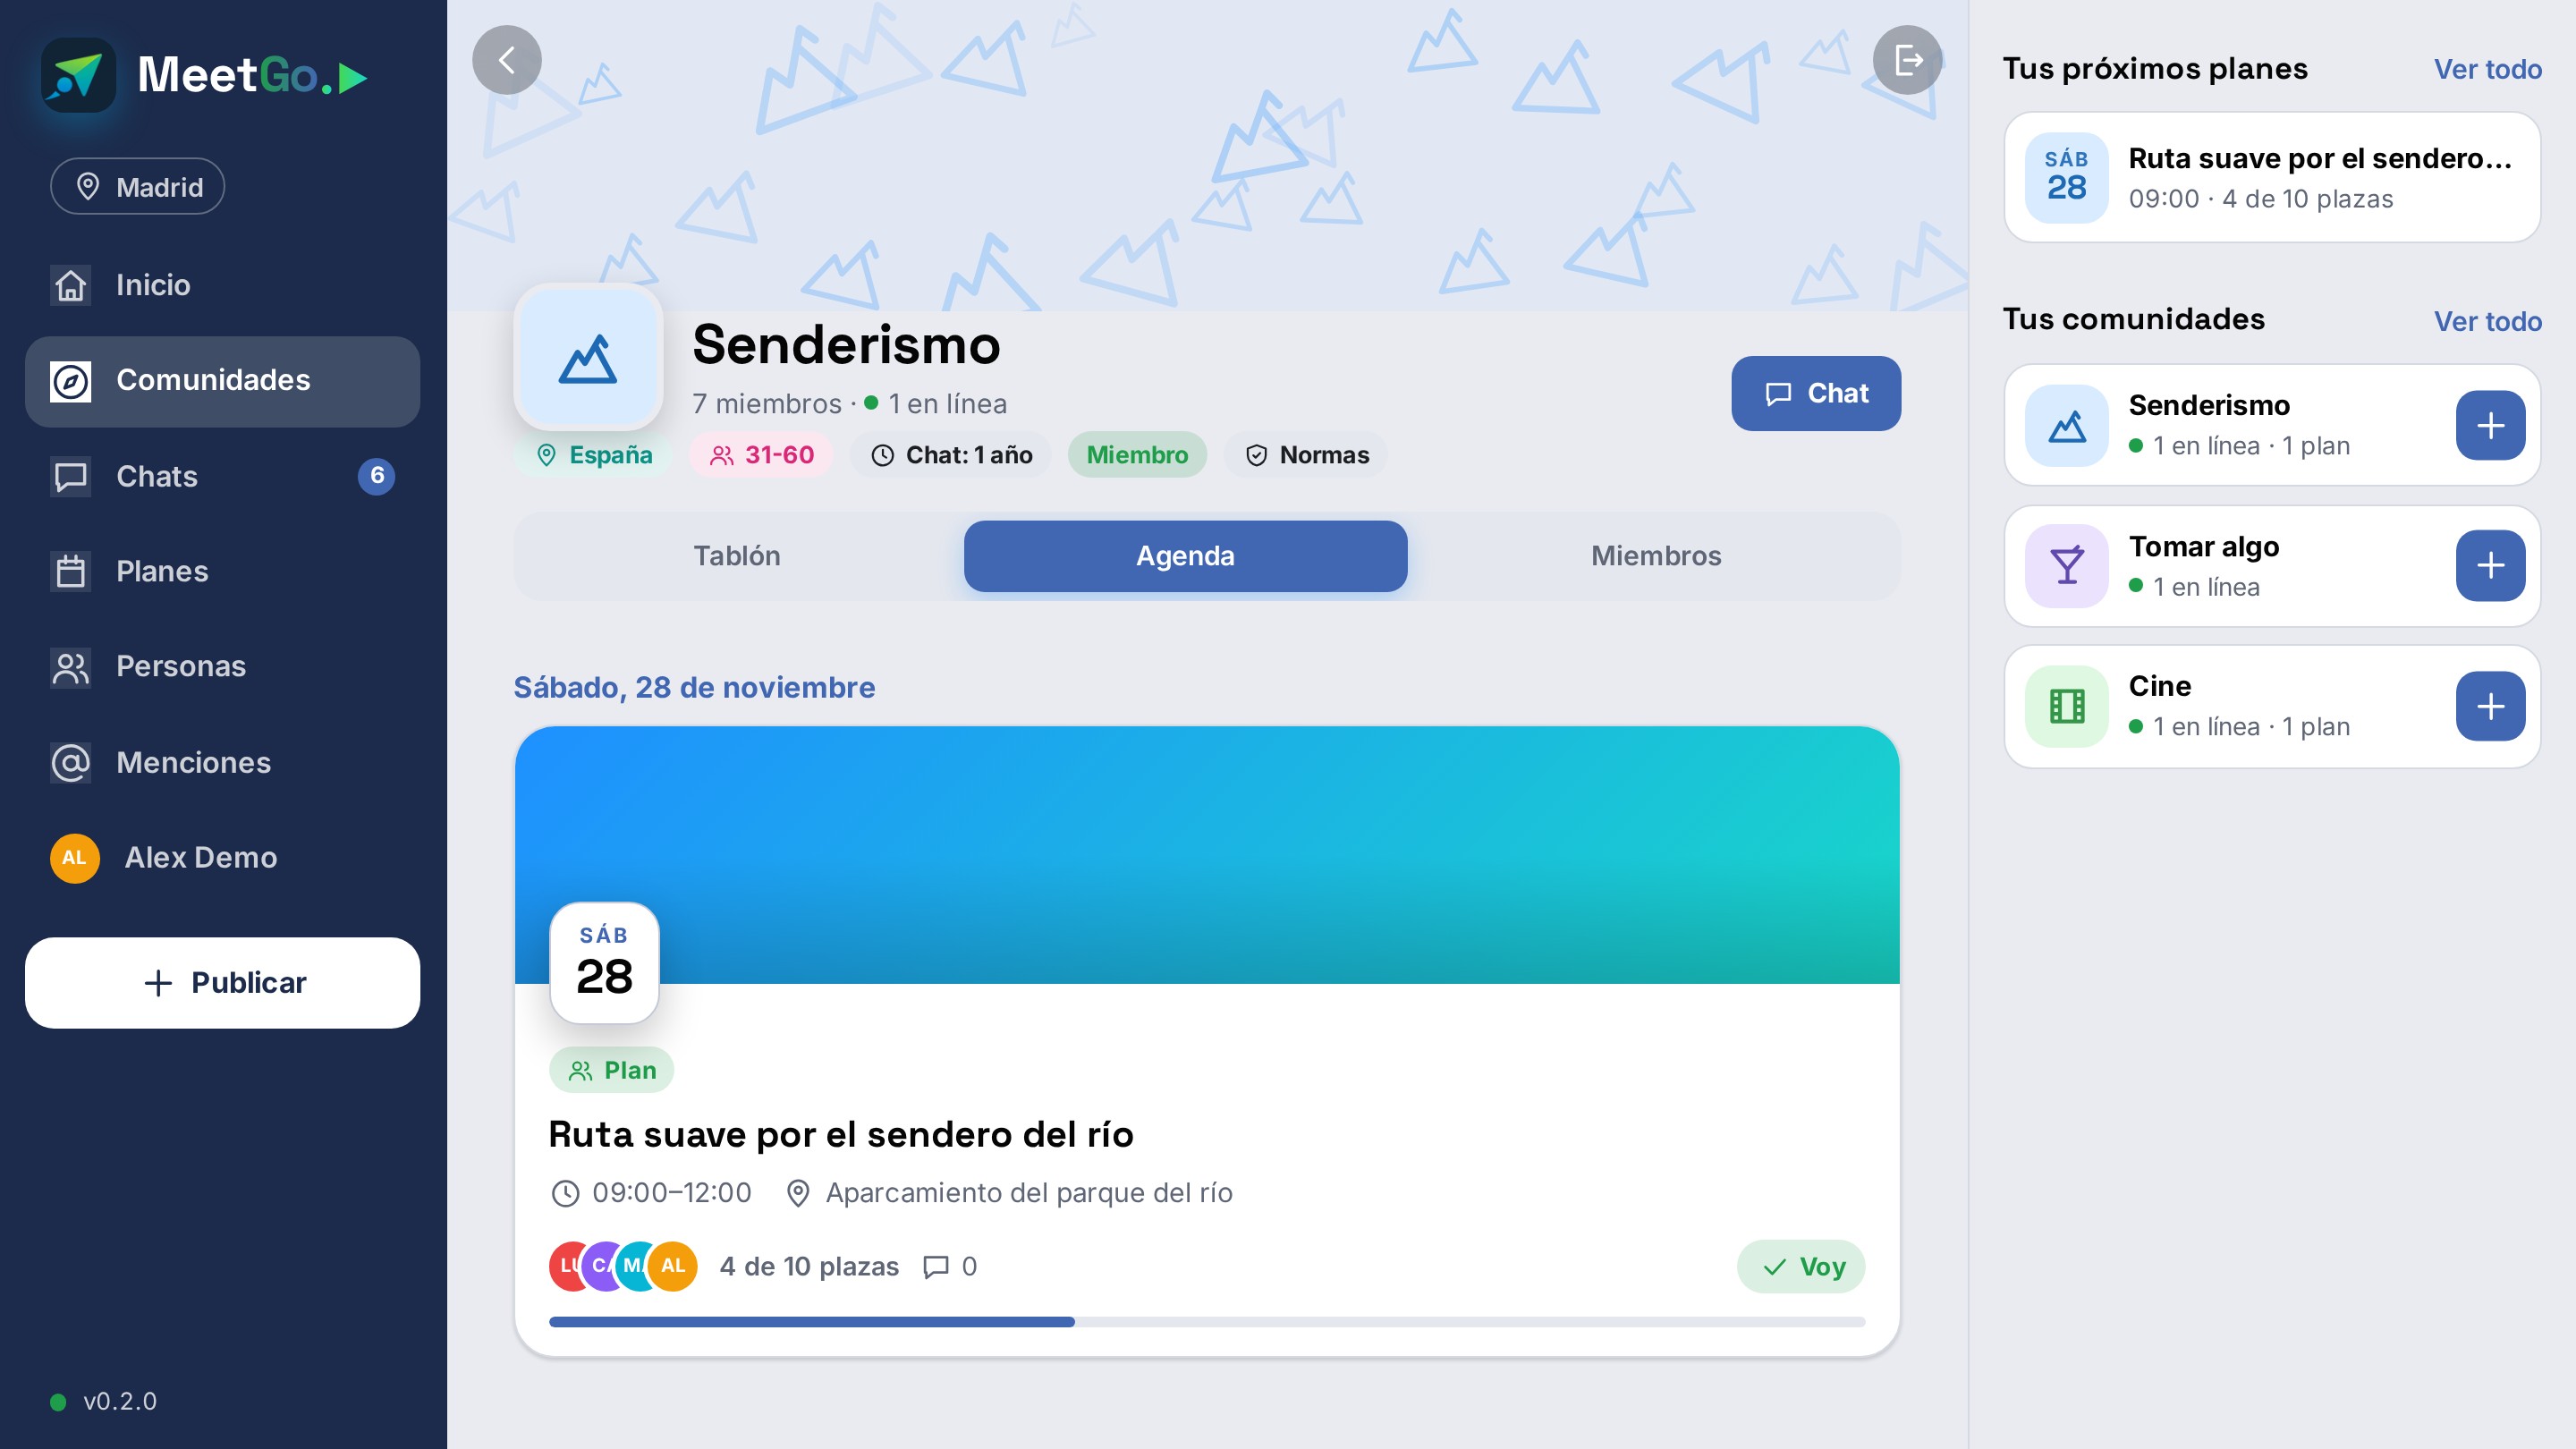 MeetGo.
Madrid
Inicio
Comunidades
Chats 6
Planes
Personas
Menciones
AL Alex Demo
Publicar
v0.2.0
Senderismo
7 miembros · 1 en línea
Chat
España 31-60 Chat: 1 año Miembro Normas
Tablón Agenda Miembros
Sábado, 28 de noviembre
SÁB
28
Plan
Ruta suave por el sendero del río
09:00–12:00 Aparcamiento del parque del río
AL 4 de 10 plazas 0 Voy
Tus próximos planes Ver todo
SÁB
28
Ruta suave por el sendero...
09:00 · 4 de 10 plazas
Tus comunidades Ver todo
Senderismo
1 en línea · 1 plan
Tomar algo
1 en línea
Cine
1 en línea · 1 plan